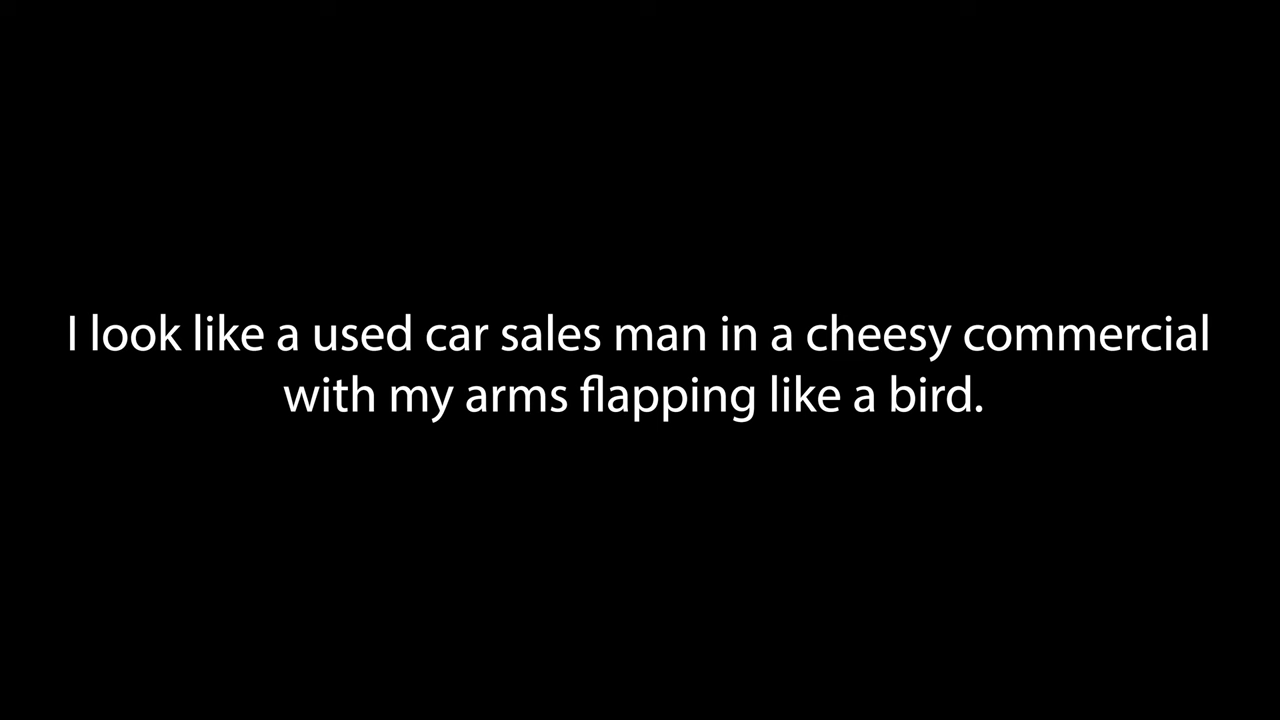 I look like a used car sales man in a cheesy commercial
with my arms flapping like a bird.